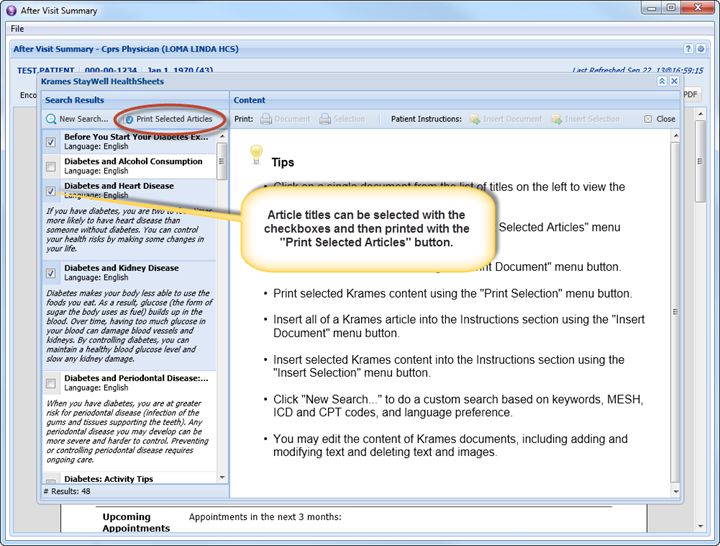 After Visit Summary
File
After Visit Summary - Cprs Physician (LOMA LINDA HCS)
TEST,PATIENT 000-00-1234 Jan 1, 1970 (43)
Last Refreshed Sep 22, 13@16:59:15
Enco
PDF
Krames StayWell HealthSheets
Search Results
Content
New Search...
Print Selected Articles
Print: Document Selection Patient Instructions: Insert Document Insert Selection Close
Before You Start Your Diabetes Ex...
Language: English
Diabetes and Alcohol Consumption
Language: English
Diabetes and Heart Disease
Language: English
If you have diabetes, you are two to four times
more likely to have heart disease than
someone without diabetes. You can control
your health risks by making some changes in
your life.
Diabetes and Kidney Disease
Language: English
Diabetes makes your body less able to use the
foods you eat. As a result, glucose (the form of
sugar the body uses as fuel) builds up in the
blood. Over time, having too much glucose in
your blood can damage blood vessels and
kidneys. By controlling diabetes, you can
maintain a healthy blood glucose level and
slow any kidney damage.
Diabetes and Periodontal Disease:...
Language: English
When you have diabetes, you are at greater
risk for periodontal disease (infection of the
gums and tissues supporting the teeth). Any
periodontal disease you may develop can be
more severe and harder to control. Preventing
or controlling periodontal disease requires
ongoing care.
Diabetes: Activity Tips
Language: English
# Results: 48
Tips
• Click on a single document from the list of titles on the left to view the
Selected Articles" menu
Document" menu button.
Article titles can be selected with the
checkboxes and then printed with the
"Print Selected Articles" button.
• Print selected Krames content using the "Print Selection" menu button.
• Insert all of a Krames article into the Instructions section using the "Insert
Document" menu button.
• Insert selected Krames content into the Instructions section using the
"Insert Selection" menu button.
• Click "New Search..." to do a custom search based on keywords, MESH,
ICD and CPT codes, and language preference.
• You may edit the content of Krames documents, including adding and
modifying text and deleting text and images.
Upcoming
Appointments
Appointments in the next 3 months: